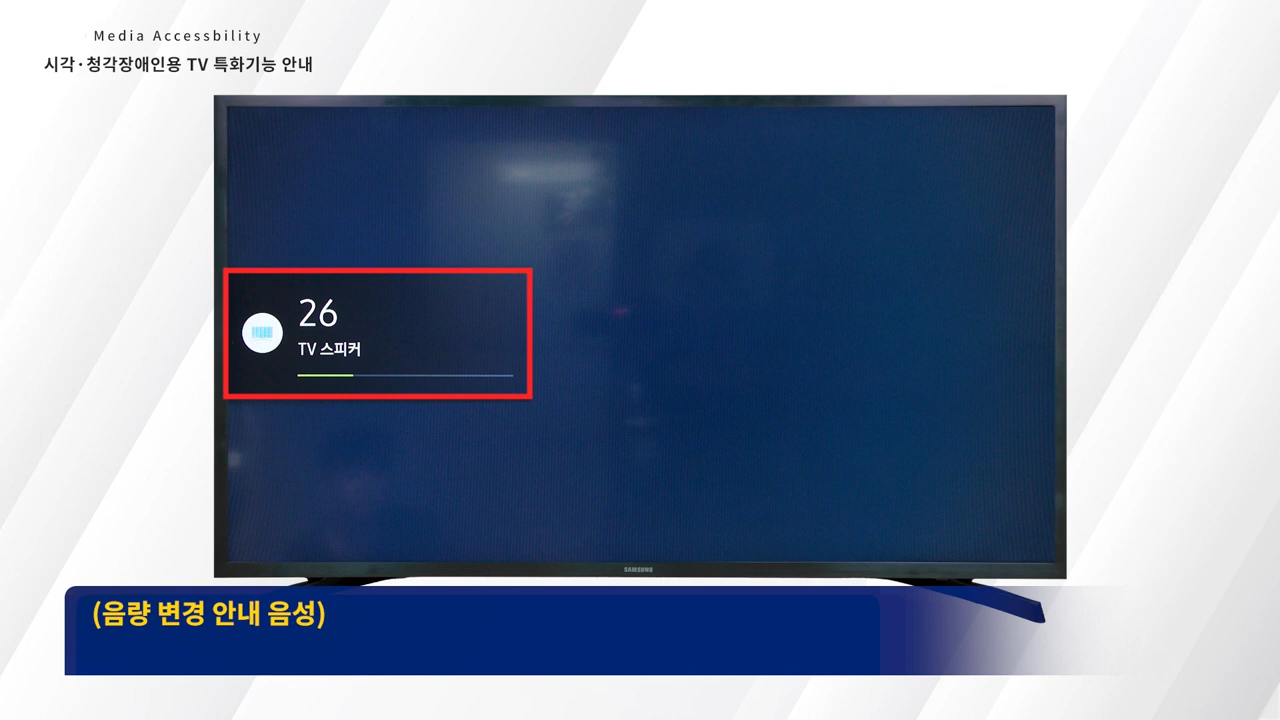 Media Accessbility
시각·청각장애인용 TV 특화기능 안내
26
TV 스피커
SAMSUNG
(음량 변경 안내 음성)